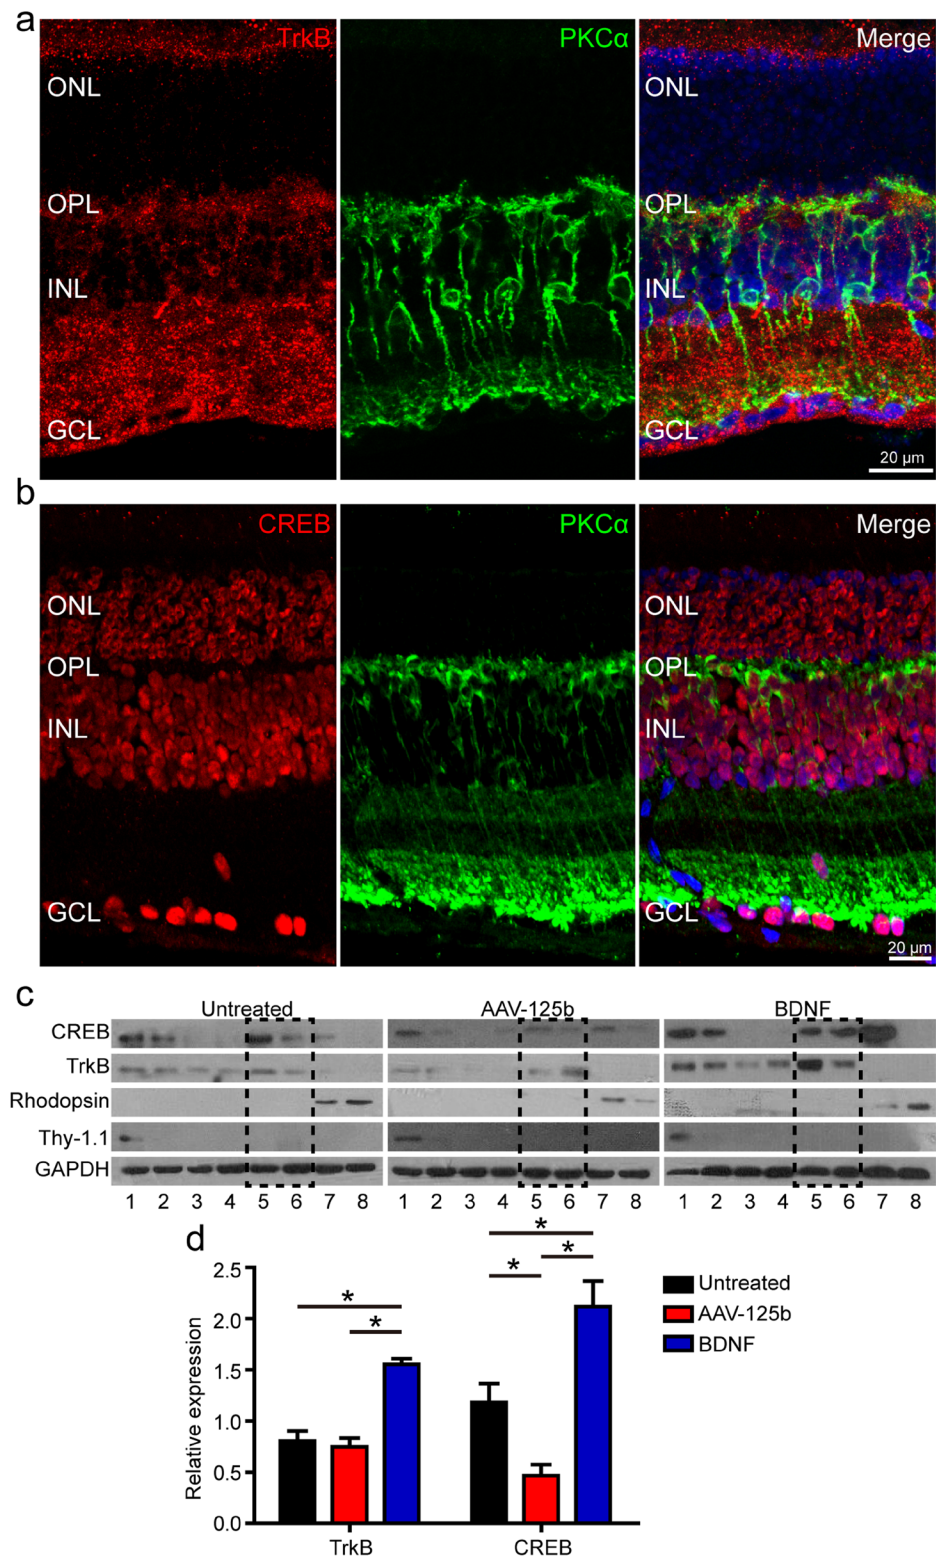 a
TrkB PKCα Merge
ONL ONL
OPL OPL
INL INL
GCL GCL
20 µm
b
CREB PKCα Merge
ONL ONL
OPL OPL
INL INL
GCL GCL
20 µm
c
Untreated AAV-125b BDNF
CREB
TrkB
Rhodopsin
Thy-1.1
GAPDH
1 2 3 4 5 6 7 8 1 2 3 4 5 6 7 8 1 2 3 4 5 6 7 8
d
Relative expression
2.5
2.0
1.5
1.0
0.5
0.0
* * * * *
TrkB CREB
Untreated
AAV-125b
BDNF